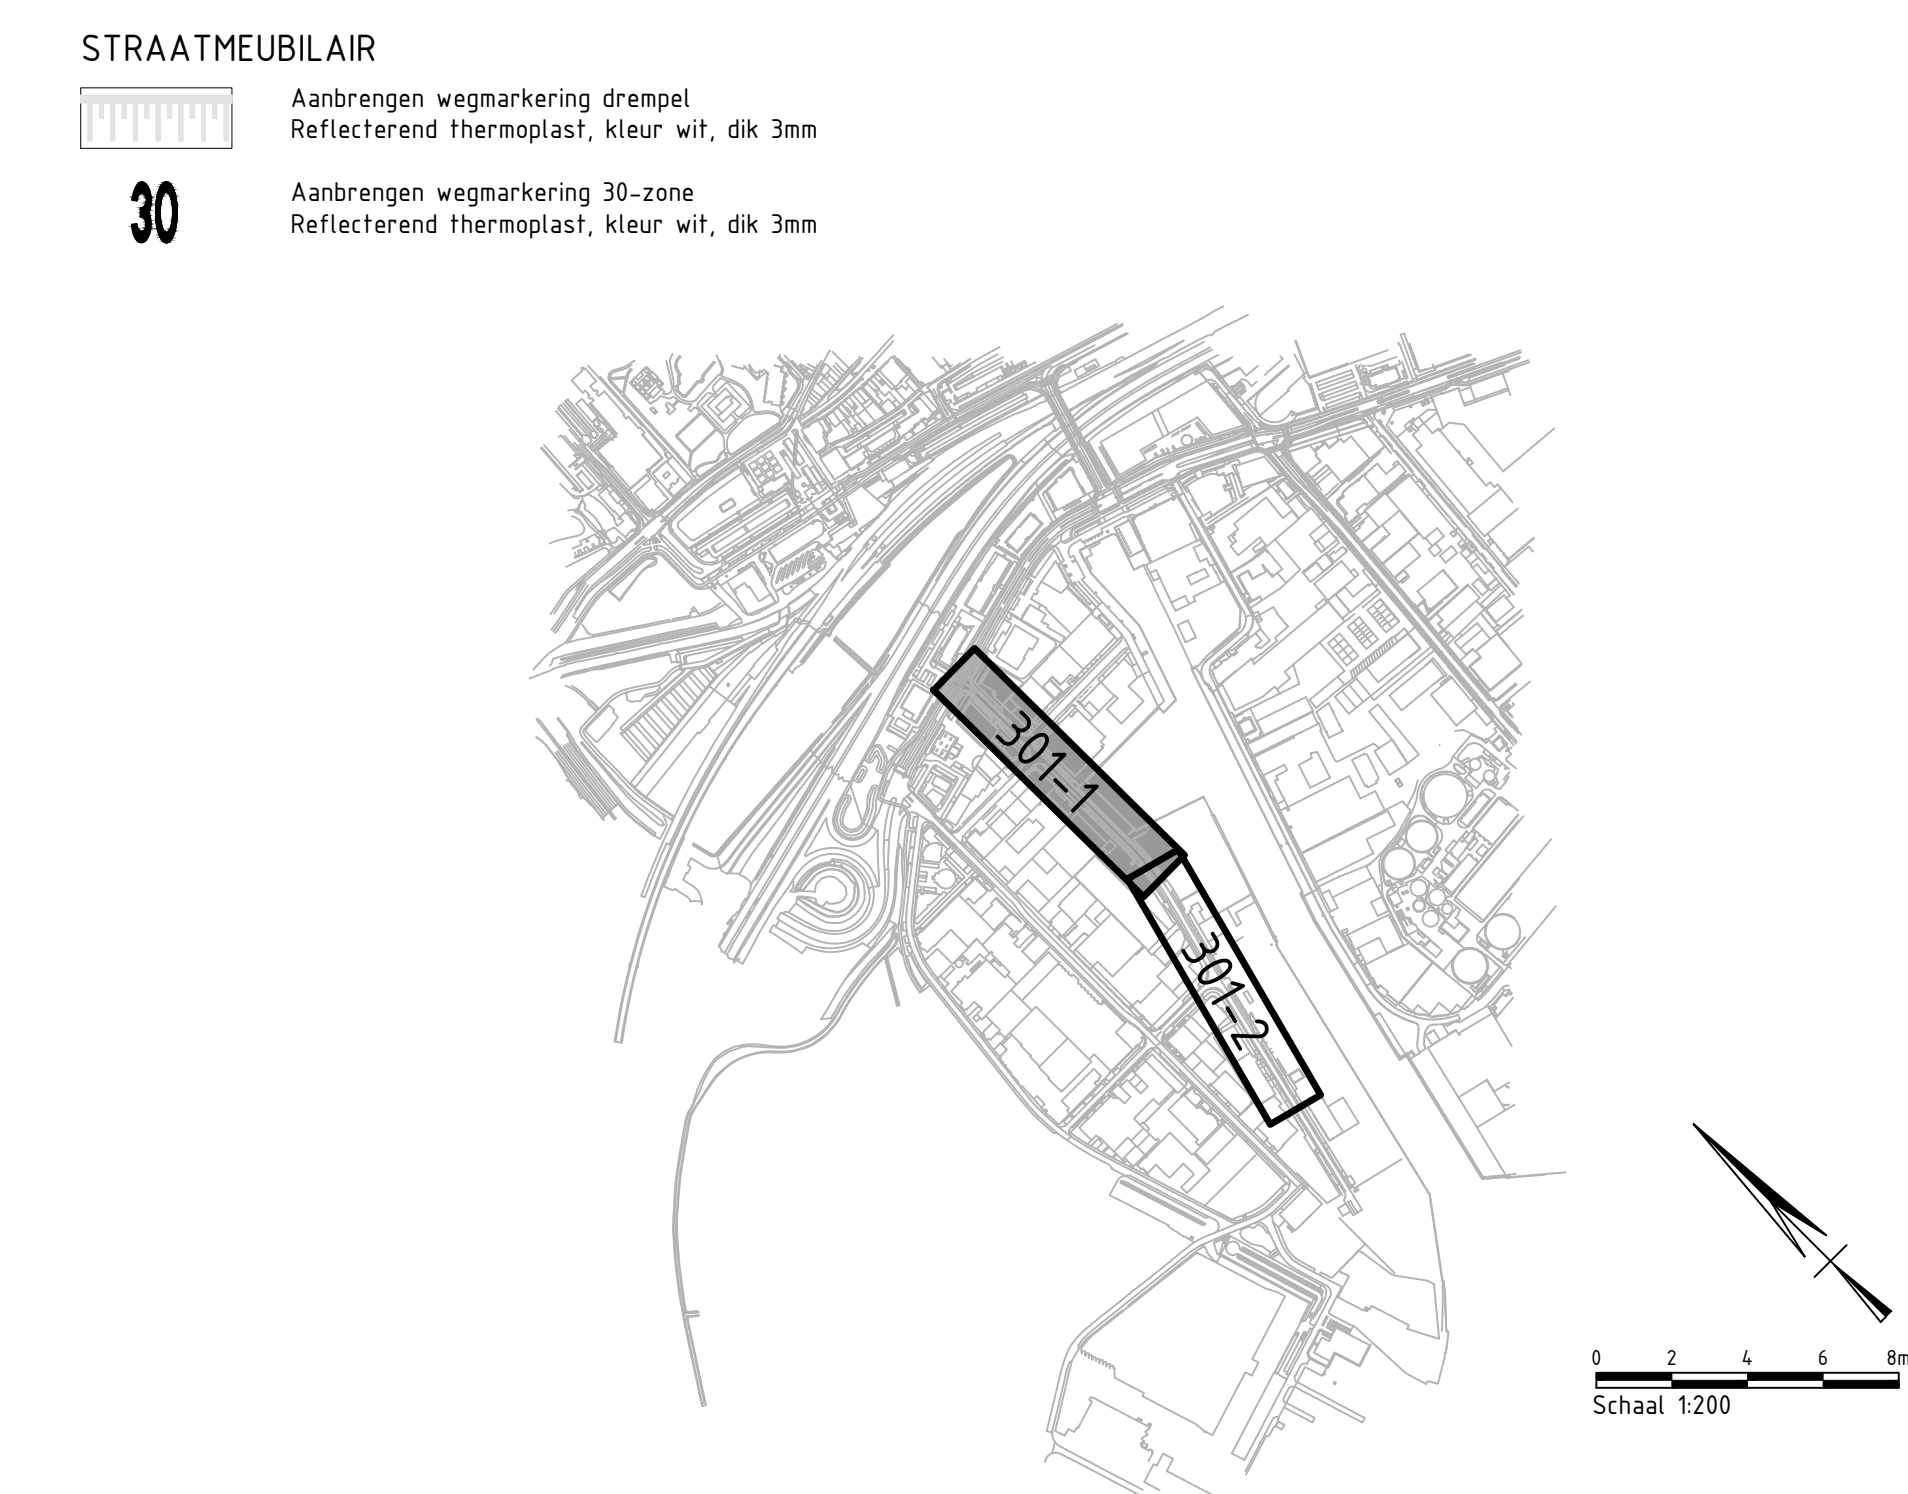 STRAATMEUBILAIR
Aanbrengen wegmarkering drempel
Reflecterend thermoplast, kleur wit, dik 3mm
30
Aanbrengen wegmarkering 30-zone
Reflecterend thermoplast, kleur wit, dik 3mm
301-1
301-2
0 2 4 6 8m
Schaal 1:200